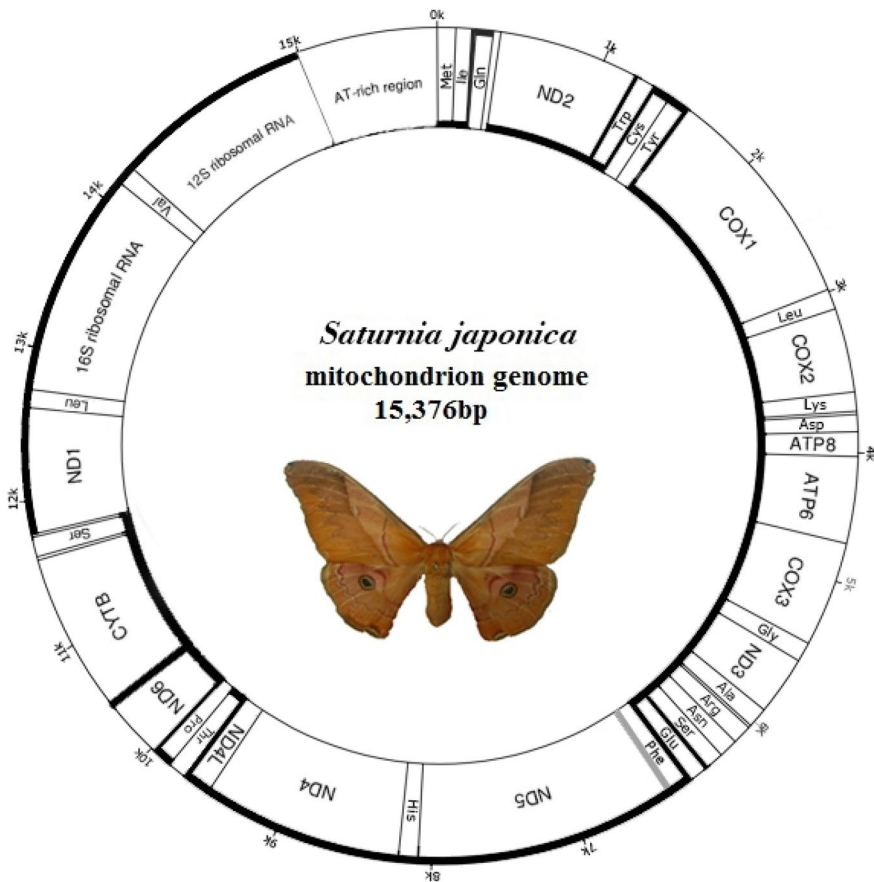 0k
Met
Ile
Gln
ND2
1k
Trp
Cys
Tyr
COX1
2k
3k
Leu
COX2
Lys
Asp
ATP8
4k
ATP6
5k
COX3
Gly
ND3
Ala
6k
Arg
Asn
Ser
Glu
Phe
ND5
7k
8k
His
ND4
9k
ND4L
Thr
Pro
10k
ND6
CYTB
11k
Ser
12k
ND1
Leu
13k
16S ribosomal RNA
14k
Val
12S ribosomal RNA
15k
AT-rich region
Saturnia japonica
mitochondrion genome
15,376bp